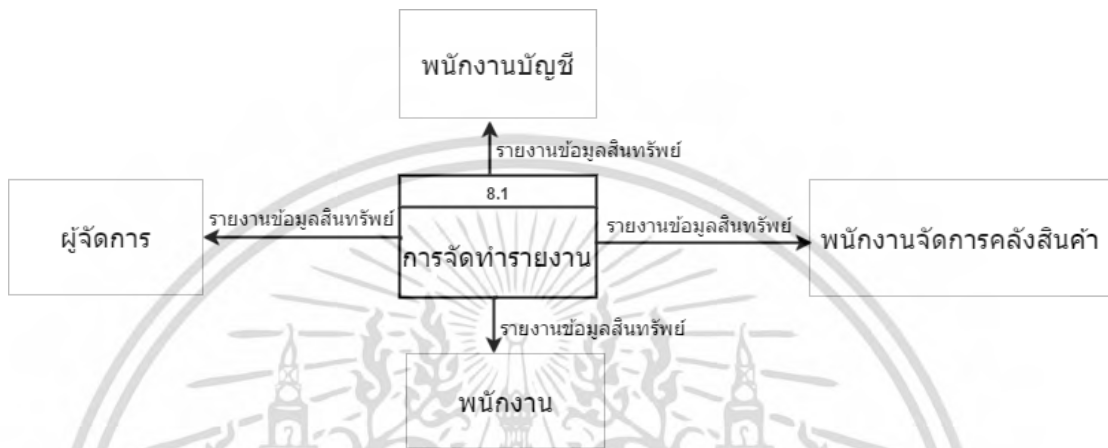 พนักงานบัญชี
รายงานข้อมูลสินทรัพย์
8.1
ผู้จัดการ
รายงานข้อมูลสินทรัพย์
การจัดทำรายงาน
รายงานข้อมูลสินทรัพย์
พนักงานจัดการคลังสินค้า
รายงานข้อมูลสินทรัพย์
พนักงาน